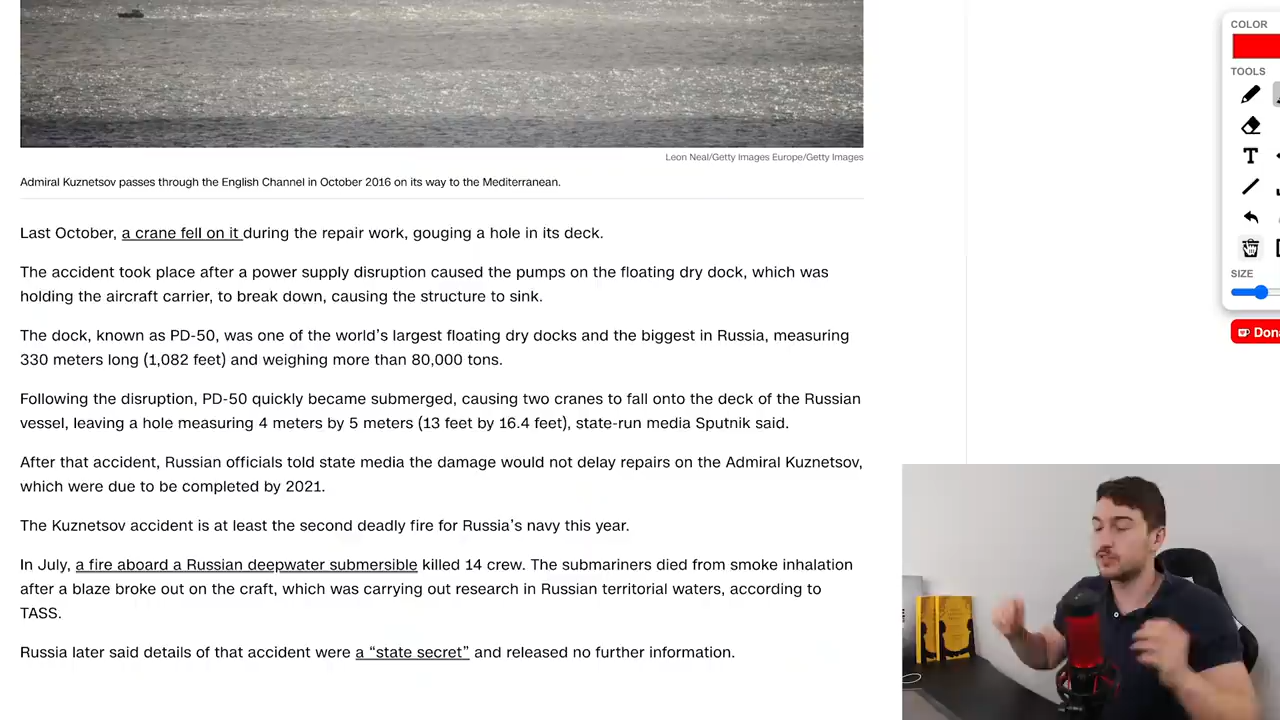 COLOR
TOOLS
T
SIZE
Don
Leon Neal/Getty Images Europe/Getty Images
Admiral Kuznetsov passes through the English Channel in October 2016 on its way to the Mediterranean.
Last October, a crane fell on it during the repair work, gouging a hole in its deck.
The accident took place after a power supply disruption caused the pumps on the floating dry dock, which was
holding the aircraft carrier, to break down, causing the structure to sink.
The dock, known as PD-50, was one of the world’s largest floating dry docks and the biggest in Russia, measuring
330 meters long (1,082 feet) and weighing more than 80,000 tons.
Following the disruption, PD-50 quickly became submerged, causing two cranes to fall onto the deck of the Russian
vessel, leaving a hole measuring 4 meters by 5 meters (13 feet by 16.4 feet), state-run media Sputnik said.
After that accident, Russian officials told state media the damage would not delay repairs on the Admiral Kuznetsov,
which were due to be completed by 2021.
The Kuznetsov accident is at least the second deadly fire for Russia’s navy this year.
In July, a fire aboard a Russian deepwater submersible killed 14 crew. The submariners died from smoke inhalation
after a blaze broke out on the craft, which was carrying out research in Russian territorial waters, according to
TASS.
Russia later said details of that accident were a “state secret” and released no further information.